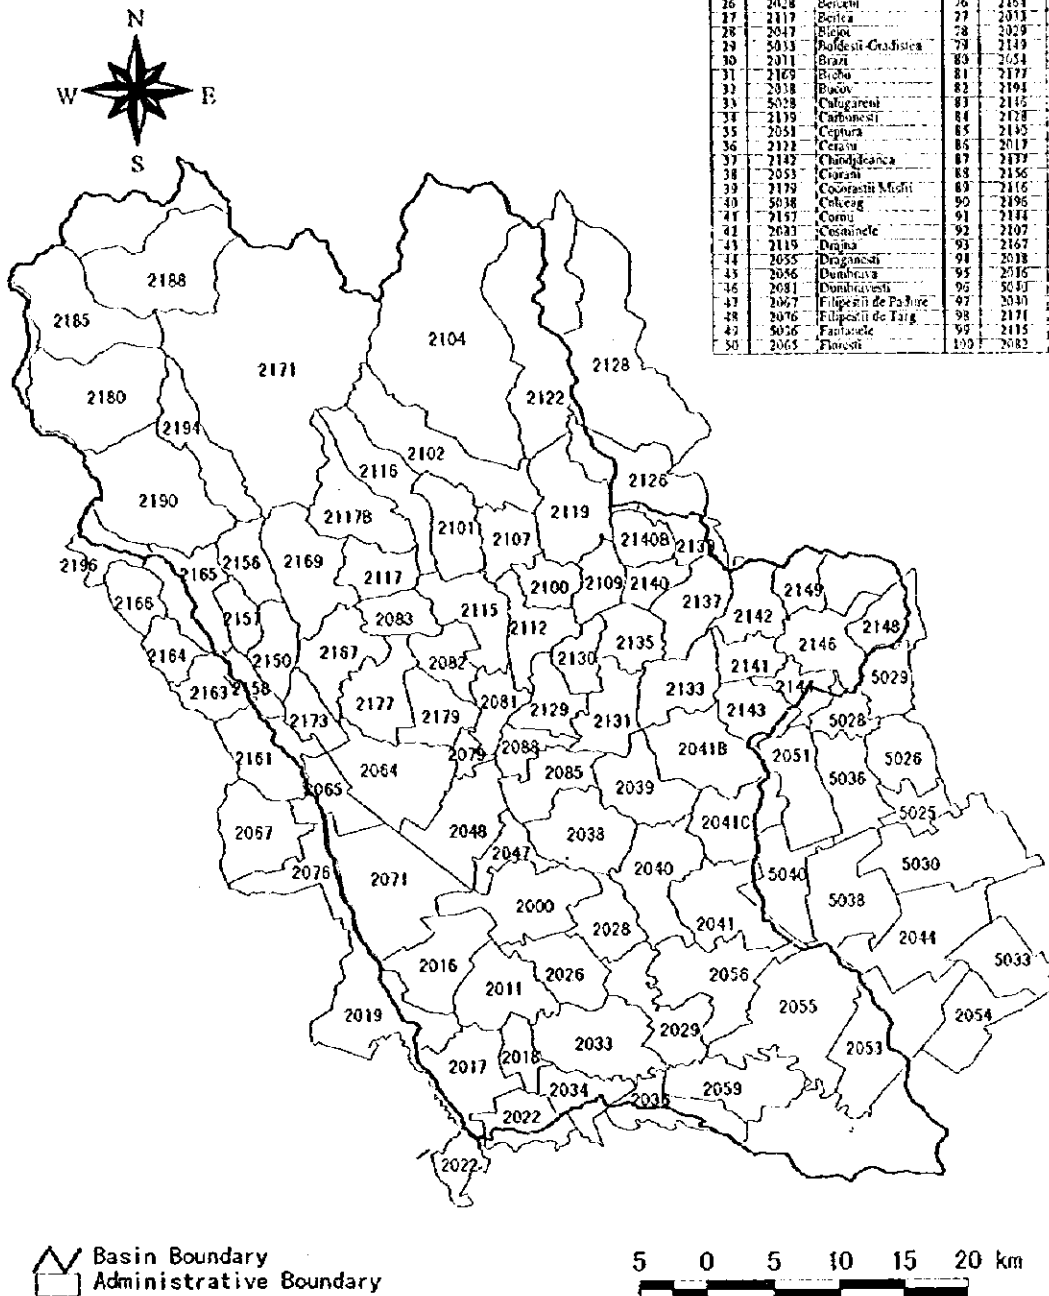 N
W E
S
27 2117 Bertea 77 2033
28 2047 Blejoi 78 2029
29 5033 Boldesti-Gradistea 79 2149
30 2011 Brazi 80 2054
31 2169 81 2177
32 2038 Bucov 82 2194
33 5028 Calugareni 83 2146
34 2139 Carbunesti 84 2128
35 2051 Ceptura 85
36 2122 Cerasu 86 2017
37 2142 Chiojdeanca 87 2137
38 2053 Ciorani 88 2156
39 2179 Cocorastii Mislii 89 2116
40 5038 Colceag 90 2196
41 2157 Cornu 91 2144
42 2083 Cosminele 92 2107
43 2119 Drajna 93 2167
44 2055 Draganesti 94 2018
45 2056 Dumbrava 95 2016
46 2081 Dumbravesti 96 5040
47 2067 Filipestii de Padure 97 2040
48 2076 Filipestii de Targ 98 2171
49 5036 Fantanele 99 2115
50 2065 Floresti 100 2082
2188
2185
2104
2171
2128
2180
2122
2194
2102
2116
2126
2190
2117B
2119
2101
2107
2140B
2139
2196
2165
2156
2169
2117
2100
2109
2140
2149
2166
2137
2142
2157
2083
2115
2112
2148
2164
2150
2167
2082
2130
2135
2146
2141
2144
5029
2163
2158
2177
2179
2081
2129
2133
2143
5028
2173
2131
2161
2064
2079
2088
2085
2041B
2051
5026
5036
2065
2039
2067
2048
2038
2041C
5025
2047
2076
2071
2040
5040
5030
5038
2000
2028
2041
2044
5033
2016
2026
2056
2011
2055
2054
2019
2029
2033
2053
2017
2018
2034
2035
2059
2022
2022
Basin Boundary
Administrative Boundary
5 0 5 10 15 20 km